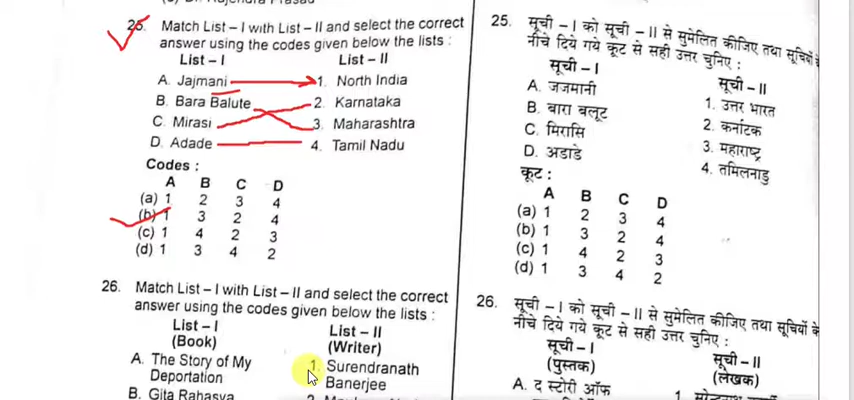 25. Match List – I with List – II and select the correct
answer using the codes given below the lists :
List – I List – II
A. Jajmani 1. North India
B. Bara Balute 2. Karnataka
C. Mirasi 3. Maharashtra
D. Adade 4. Tamil Nadu
Codes :
A B C D
(a) 1 2 3 4
(b) 1 3 2 4
(c) 1 4 2 3
(d) 1 3 4 2
26. Match List – I with List – II and select the correct
answer using the codes given below the lists :
List – I List – II
(Book) (Writer)
A. The Story of My 1. Surendranath
Deportation Banerjee
B. Gita Rahasya
25. सूची –I को सूची –II से सुमेलित कीजिए तथा सूचियों के
नीचे दिये गये कूट से सही उत्तर चुनिए :
सूची –I सूची –II
A. जजमानी 1. उत्तर भारत
B. बारा बलूट 2. कर्नाटक
C. मिरासि 3. महाराष्ट्र
D. अडाडे 4. तमिलनाडु
कूट :
A B C D
(a) 1 2 3 4
(b) 1 3 2 4
(c) 1 4 2 3
(d) 1 3 4 2
26. सूची –I को सूची –II से सुमेलित कीजिए तथा सूचियों के
नीचे दिये गये कूट से सही उत्तर चुनिए :
सूची –I सूची –II
(पुस्तक) (लेखक)
A. द स्टोरी ऑफ 1.